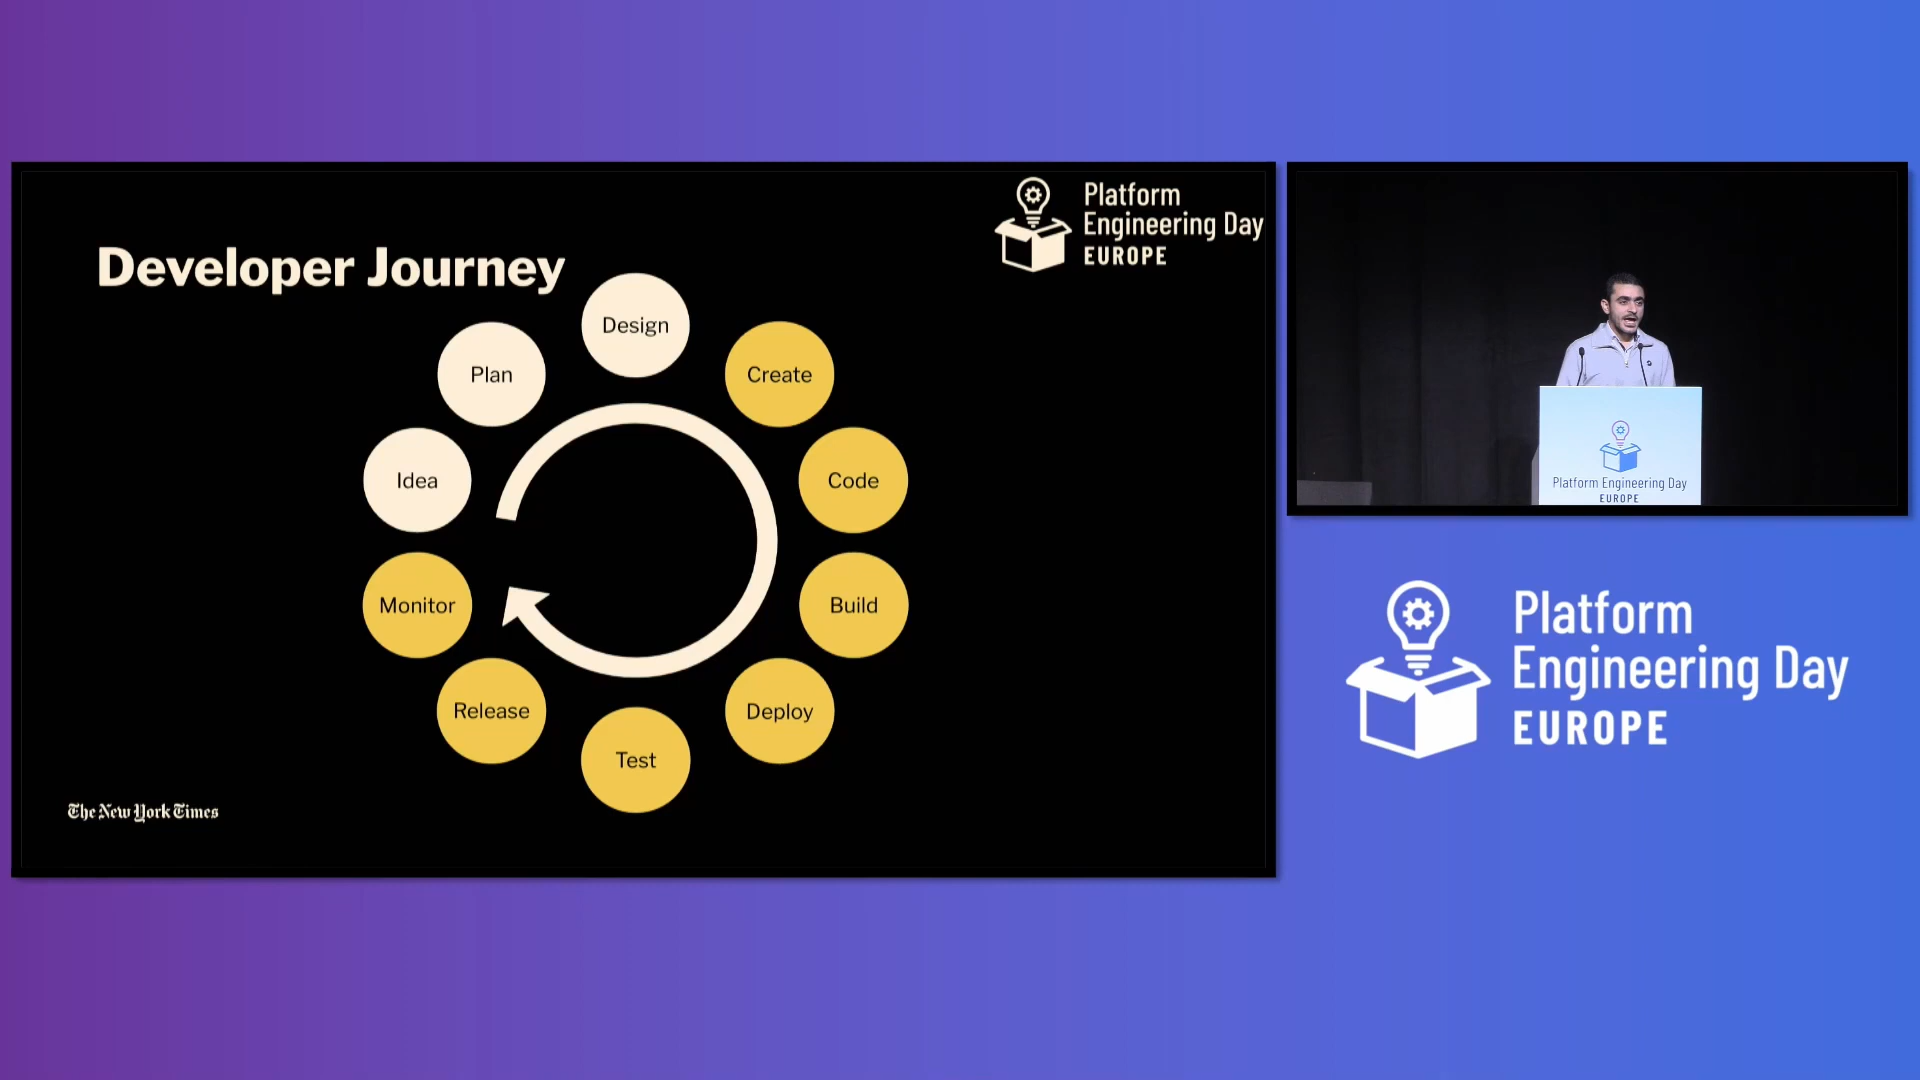 Developer Journey
Platform
Engineering Day
EUROPE
Design
Create
Code
Build
Deploy
Test
Release
Monitor
Idea
Plan
The New York Times
Platform Engineering Day
EUROPE
Platform
Engineering Day
EUROPE